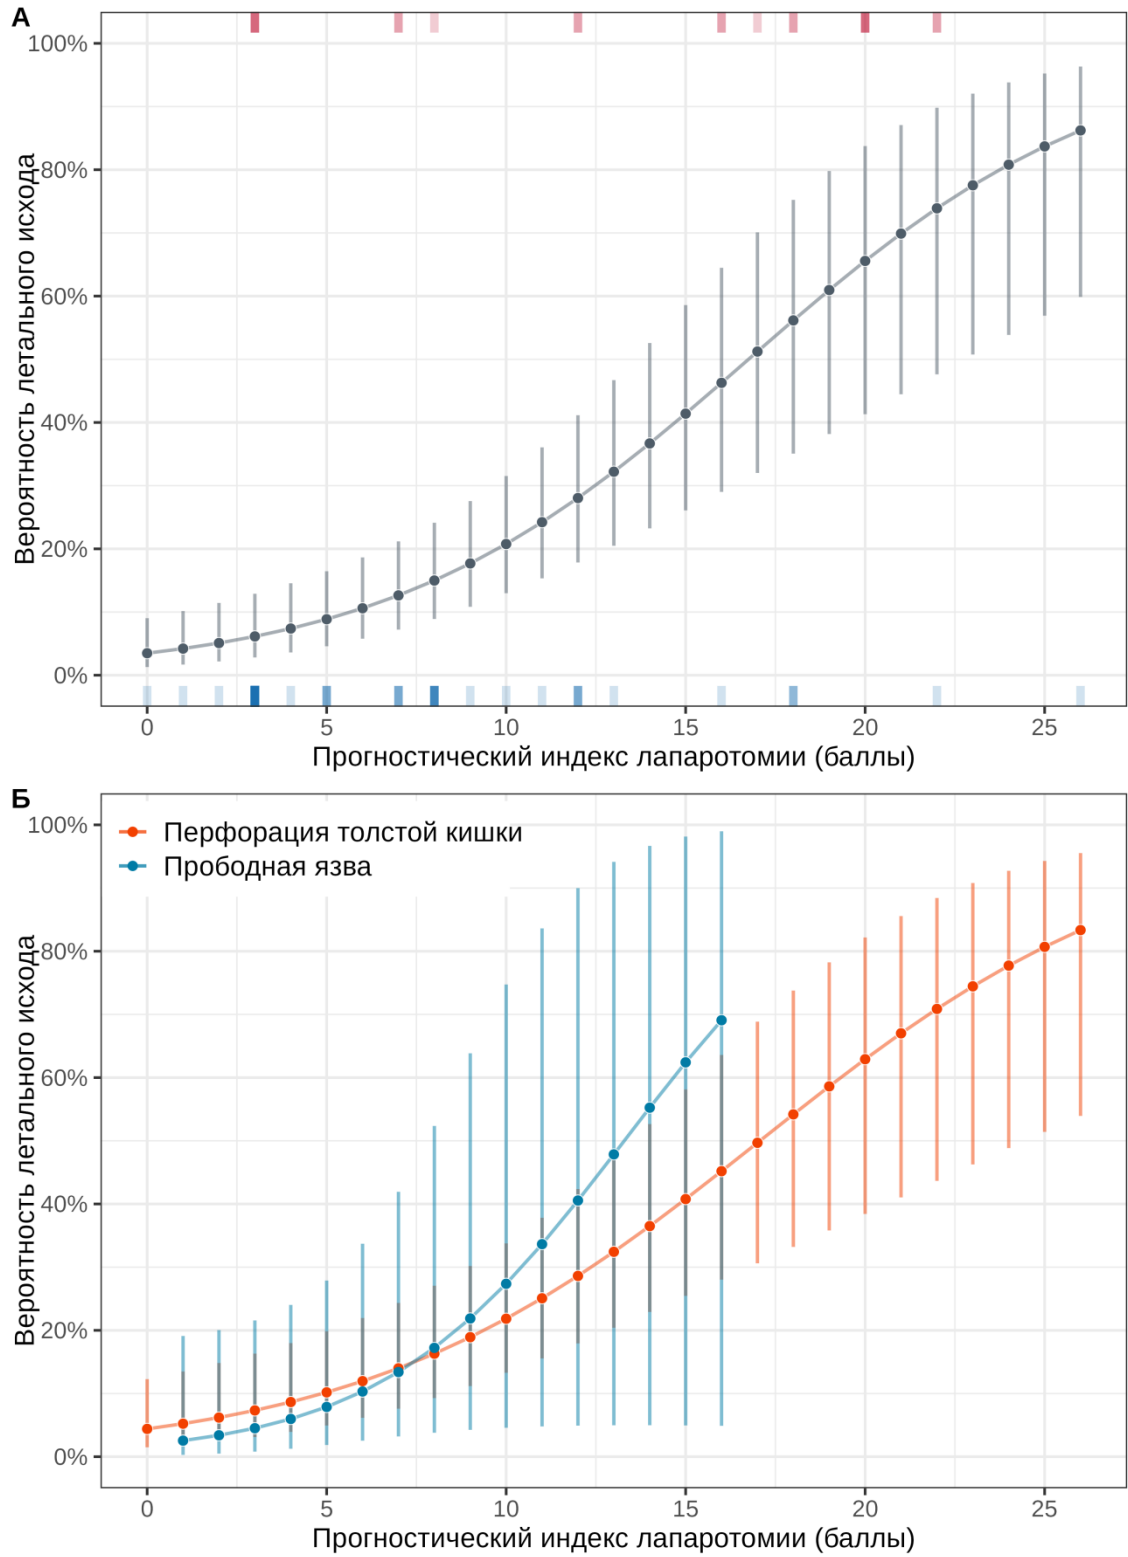 А
100%
80%
60%
40%
20%
0%
Вероятность летального исхода
0 5 10 15 20 25
Прогностический индекс лапаротомии (баллы)
Б
Перфорация толстой кишки
Прободная язва
100%
80%
60%
40%
20%
0%
Вероятность летального исхода
0 5 10 15 20 25
Прогностический индекс лапаротомии (баллы)